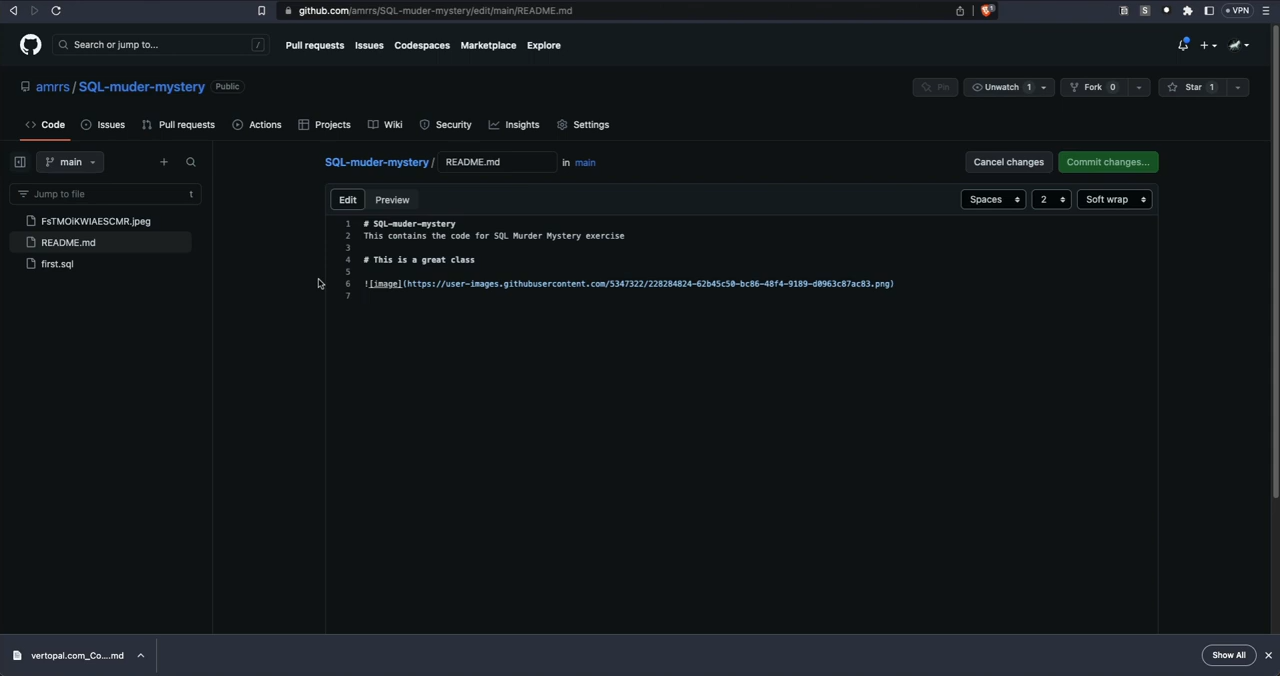 github.com/amrrs/SQL-muder-mystery/edit/main/README.md
1
S
VPN
Search or jump to...
/
Pull requests
Issues
Codespaces
Marketplace
Explore
amrrs/SQL-muder-mystery
Public
Pin
Unwatch 1
Fork 0
Star 1
Code
Issues
Pull requests
Actions
Projects
Wiki
Security
Insights
Settings
main
Jump to file
t
FsTMOiKWIAESCMR.jpeg
README.md
first.sql
SQL-muder-mystery / README.md in main
Cancel changes
Commit changes...
Edit
Preview
Spaces
2
Soft wrap
1 # SQL-muder-mystery
2 This contains the code for SQL Murder Mystery exercise
3
4 # This is a great class
5
6 ![image](https://user-images.githubusercontent.com/5347322/228284824-62b45c50-bc86-48f4-9189-d0963c87ac83.png)
7
vertopal.com_Co....md
Show All